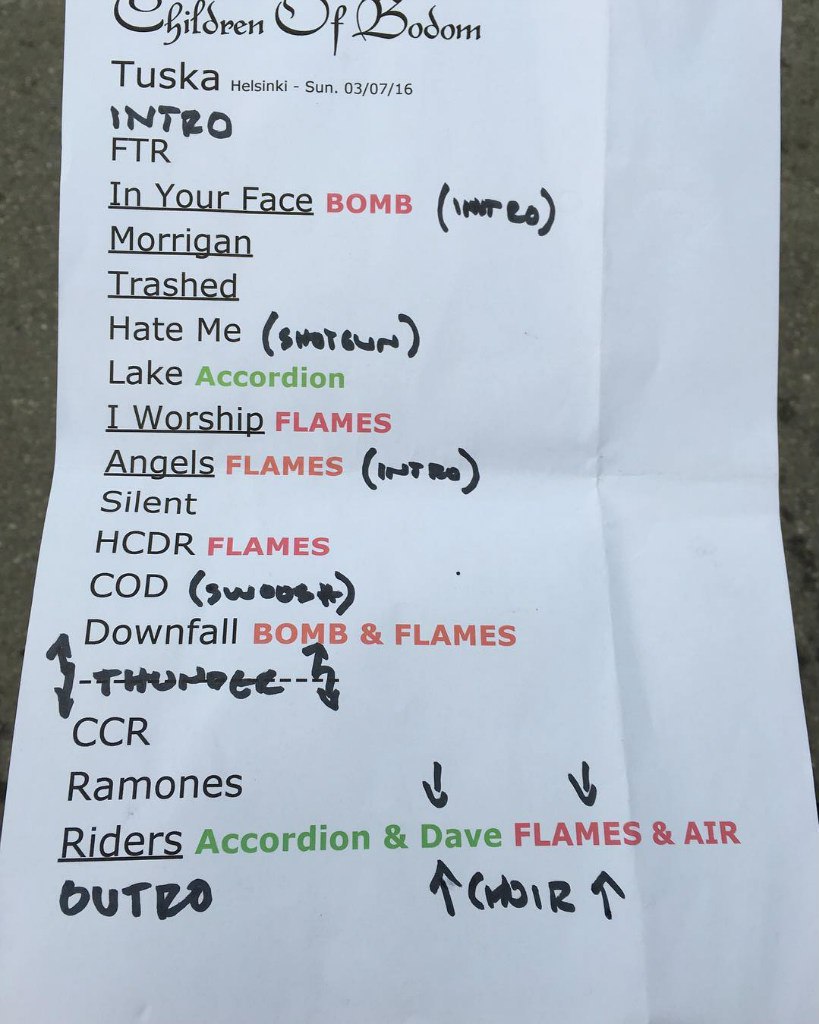 Children Of Bodom
Tuska Helsinki - Sun. 03/07/16
INTRO
FTR
In Your Face BOMB (INTRO)
Morrigan
Trashed
Hate Me (SHOTGUN)
Lake Accordion
I Worship FLAMES
Angels FLAMES (INTRO)
Silent
HCDR FLAMES
COD (SWOOSH)
Downfall BOMB & FLAMES
THUNDER
CCR
Ramones
Riders Accordion & Dave FLAMES & AIR
OUTRO CHOIR